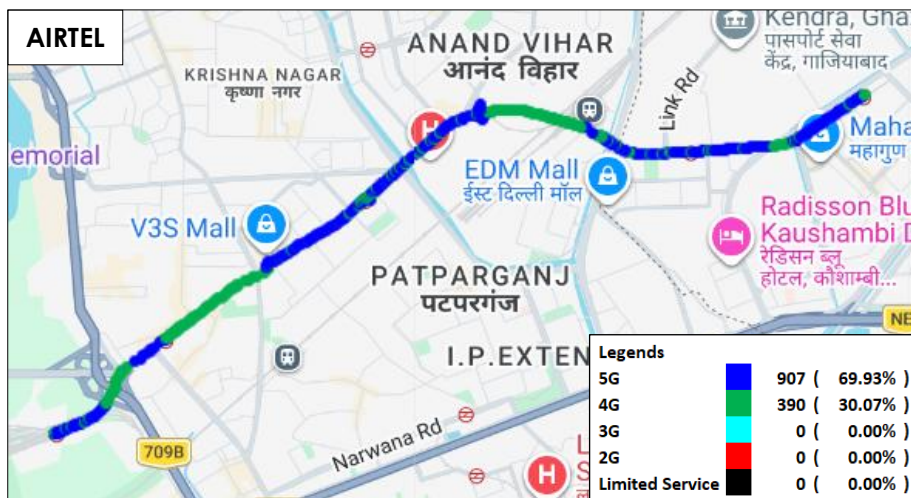 AIRTEL
ANAND VIHAR
आनंद विहार
KRISHNA NAGAR
कृष्णा नगर
Kendra, Gha
पासपोर्ट सेवा
केंद्र, गाजियाबाद
Link Rd
emorial
H
EDM Mall
ईस्ट दिल्ली मॉल
Maha
महागुण
V3S Mall
Radisson Blu
Kaushambi D
रेडिसन ब्लू
होटल, कौशाम्बी...
PATPARGANJ
पटपरगंज
NE
I.P.EXTEN
709B
Narwana Rd
H
L
S
Legends
5G 907 ( 69.93% )
4G 390 ( 30.07% )
3G 0 ( 0.00% )
2G 0 ( 0.00% )
Limited Service 0 ( 0.00% )